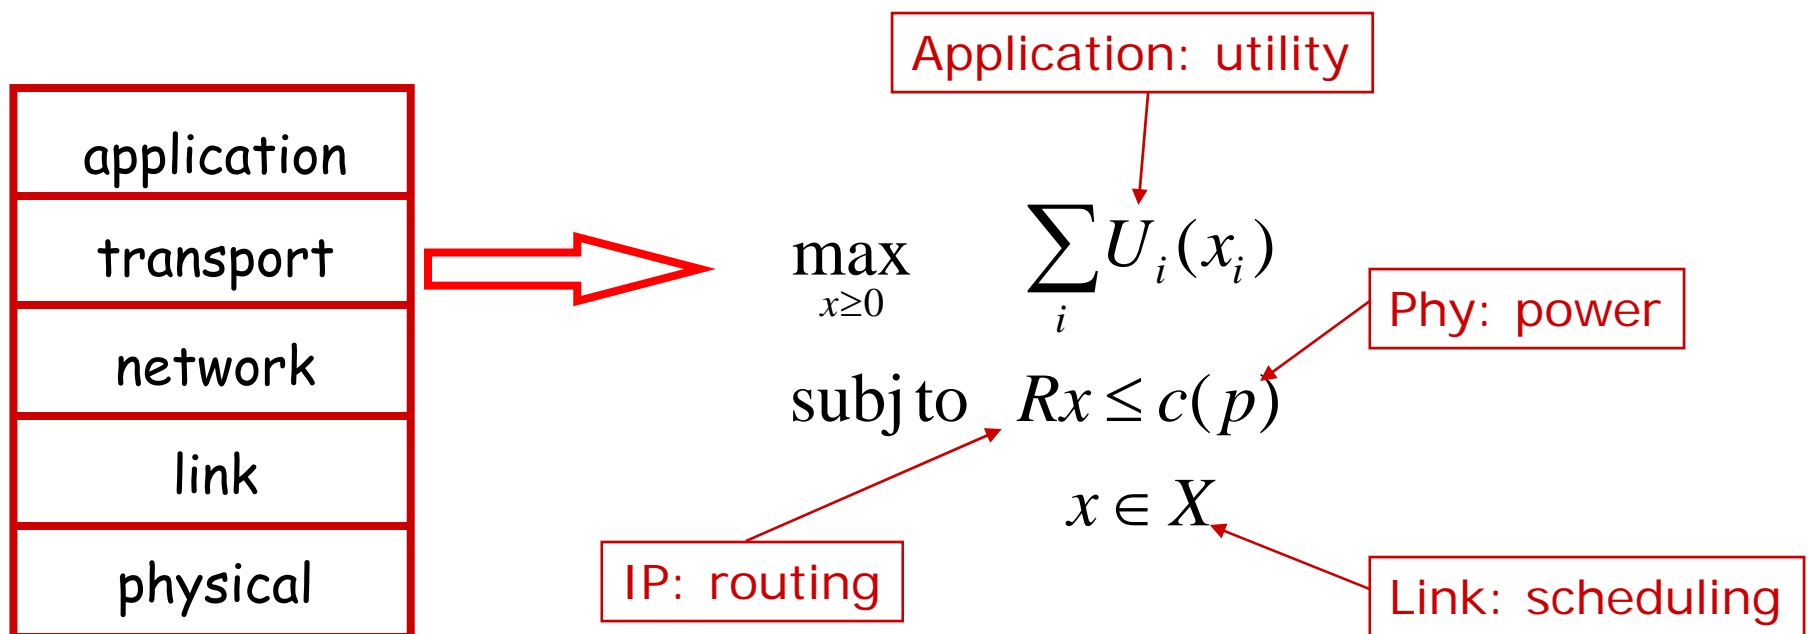 application
transport
network
link
physical
Application: utility
max ∑ U_i(x_i)
x≥0 i
Phy: power
subj to Rx ≤ c(p)
x ∈ X
IP: routing
Link: scheduling